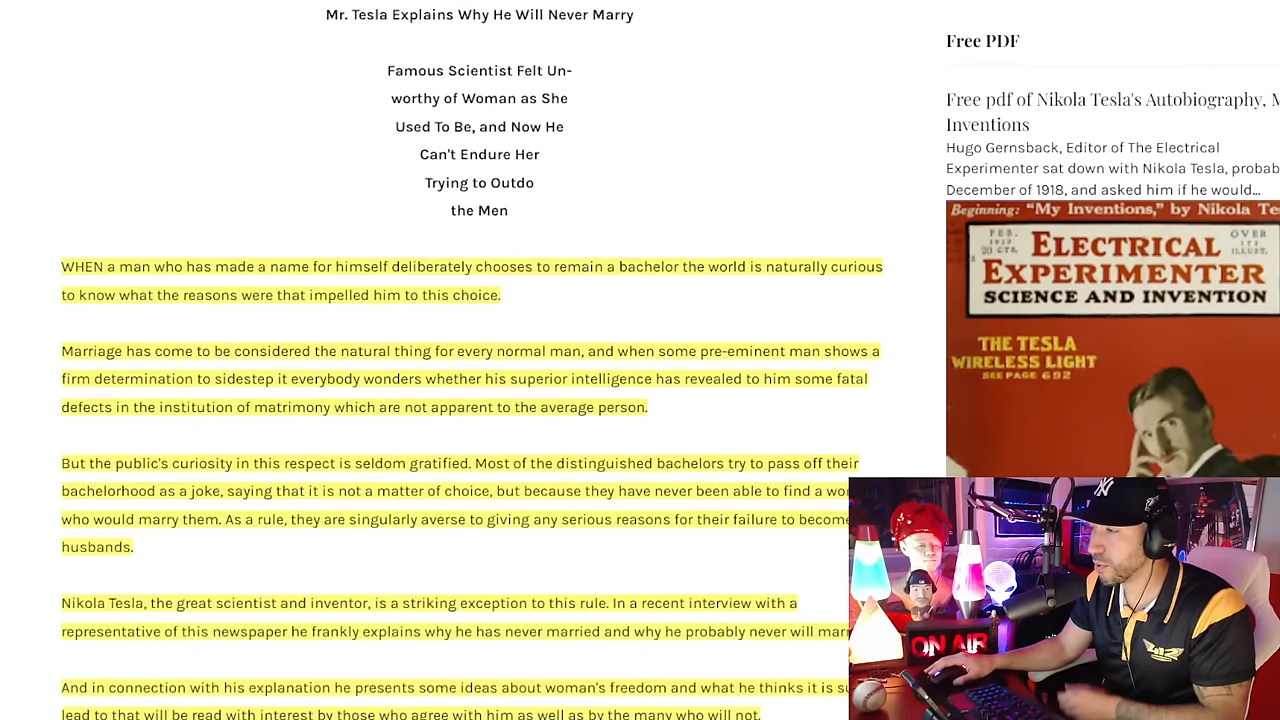 Mr. Tesla Explains Why He Will Never Marry
Famous Scientist Felt Un-
worthy of Woman as She
Used To Be, and Now He
Can't Endure Her
Trying to Outdo
the Men
WHEN a man who has made a name for himself deliberately chooses to remain a bachelor the world is naturally curious
to know what the reasons were that impelled him to this choice.
Marriage has come to be considered the natural thing for every normal man, and when some pre-eminent man shows a
firm determination to sidestep it everybody wonders whether his superior intelligence has revealed to him some fatal
defects in the institution of matrimony which are not apparent to the average person.
But the public's curiosity in this respect is seldom gratified. Most of the distinguished bachelors try to pass off their
bachelorhood as a joke, saying that it is not a matter of choice, but because they have never been able to find a
who would marry them. As a rule, they are singularly averse to giving any serious reasons for their failure to become
husbands.
Nikola Tesla, the great scientist and inventor, is a striking exception to this rule. In a recent interview with a
representative of this newspaper he frankly explains why he has never married and why he probably never will
And in connection with his explanation he presents some ideas about woman's freedom and what he thinks it is
lead to that will be read with interest by those who agree with him as well as by the many who will not.
Free PDF
Free pdf of Nikola Tesla's Autobiography,
Inventions
Hugo Gernsback, Editor of The Electrical
Experimenter sat down with Nikola Tesla,
December of 1918, and asked him if he would...
Beginning: "My Inventions," by Nikola
FEB. 1919
20 CTS.
OVER
ILLUST.
ELECTRICAL
EXPERIMENTER
SCIENCE AND INVENTION
THE TESLA
WIRELESS LIGHT
SEE PAGE 692
ON AIR